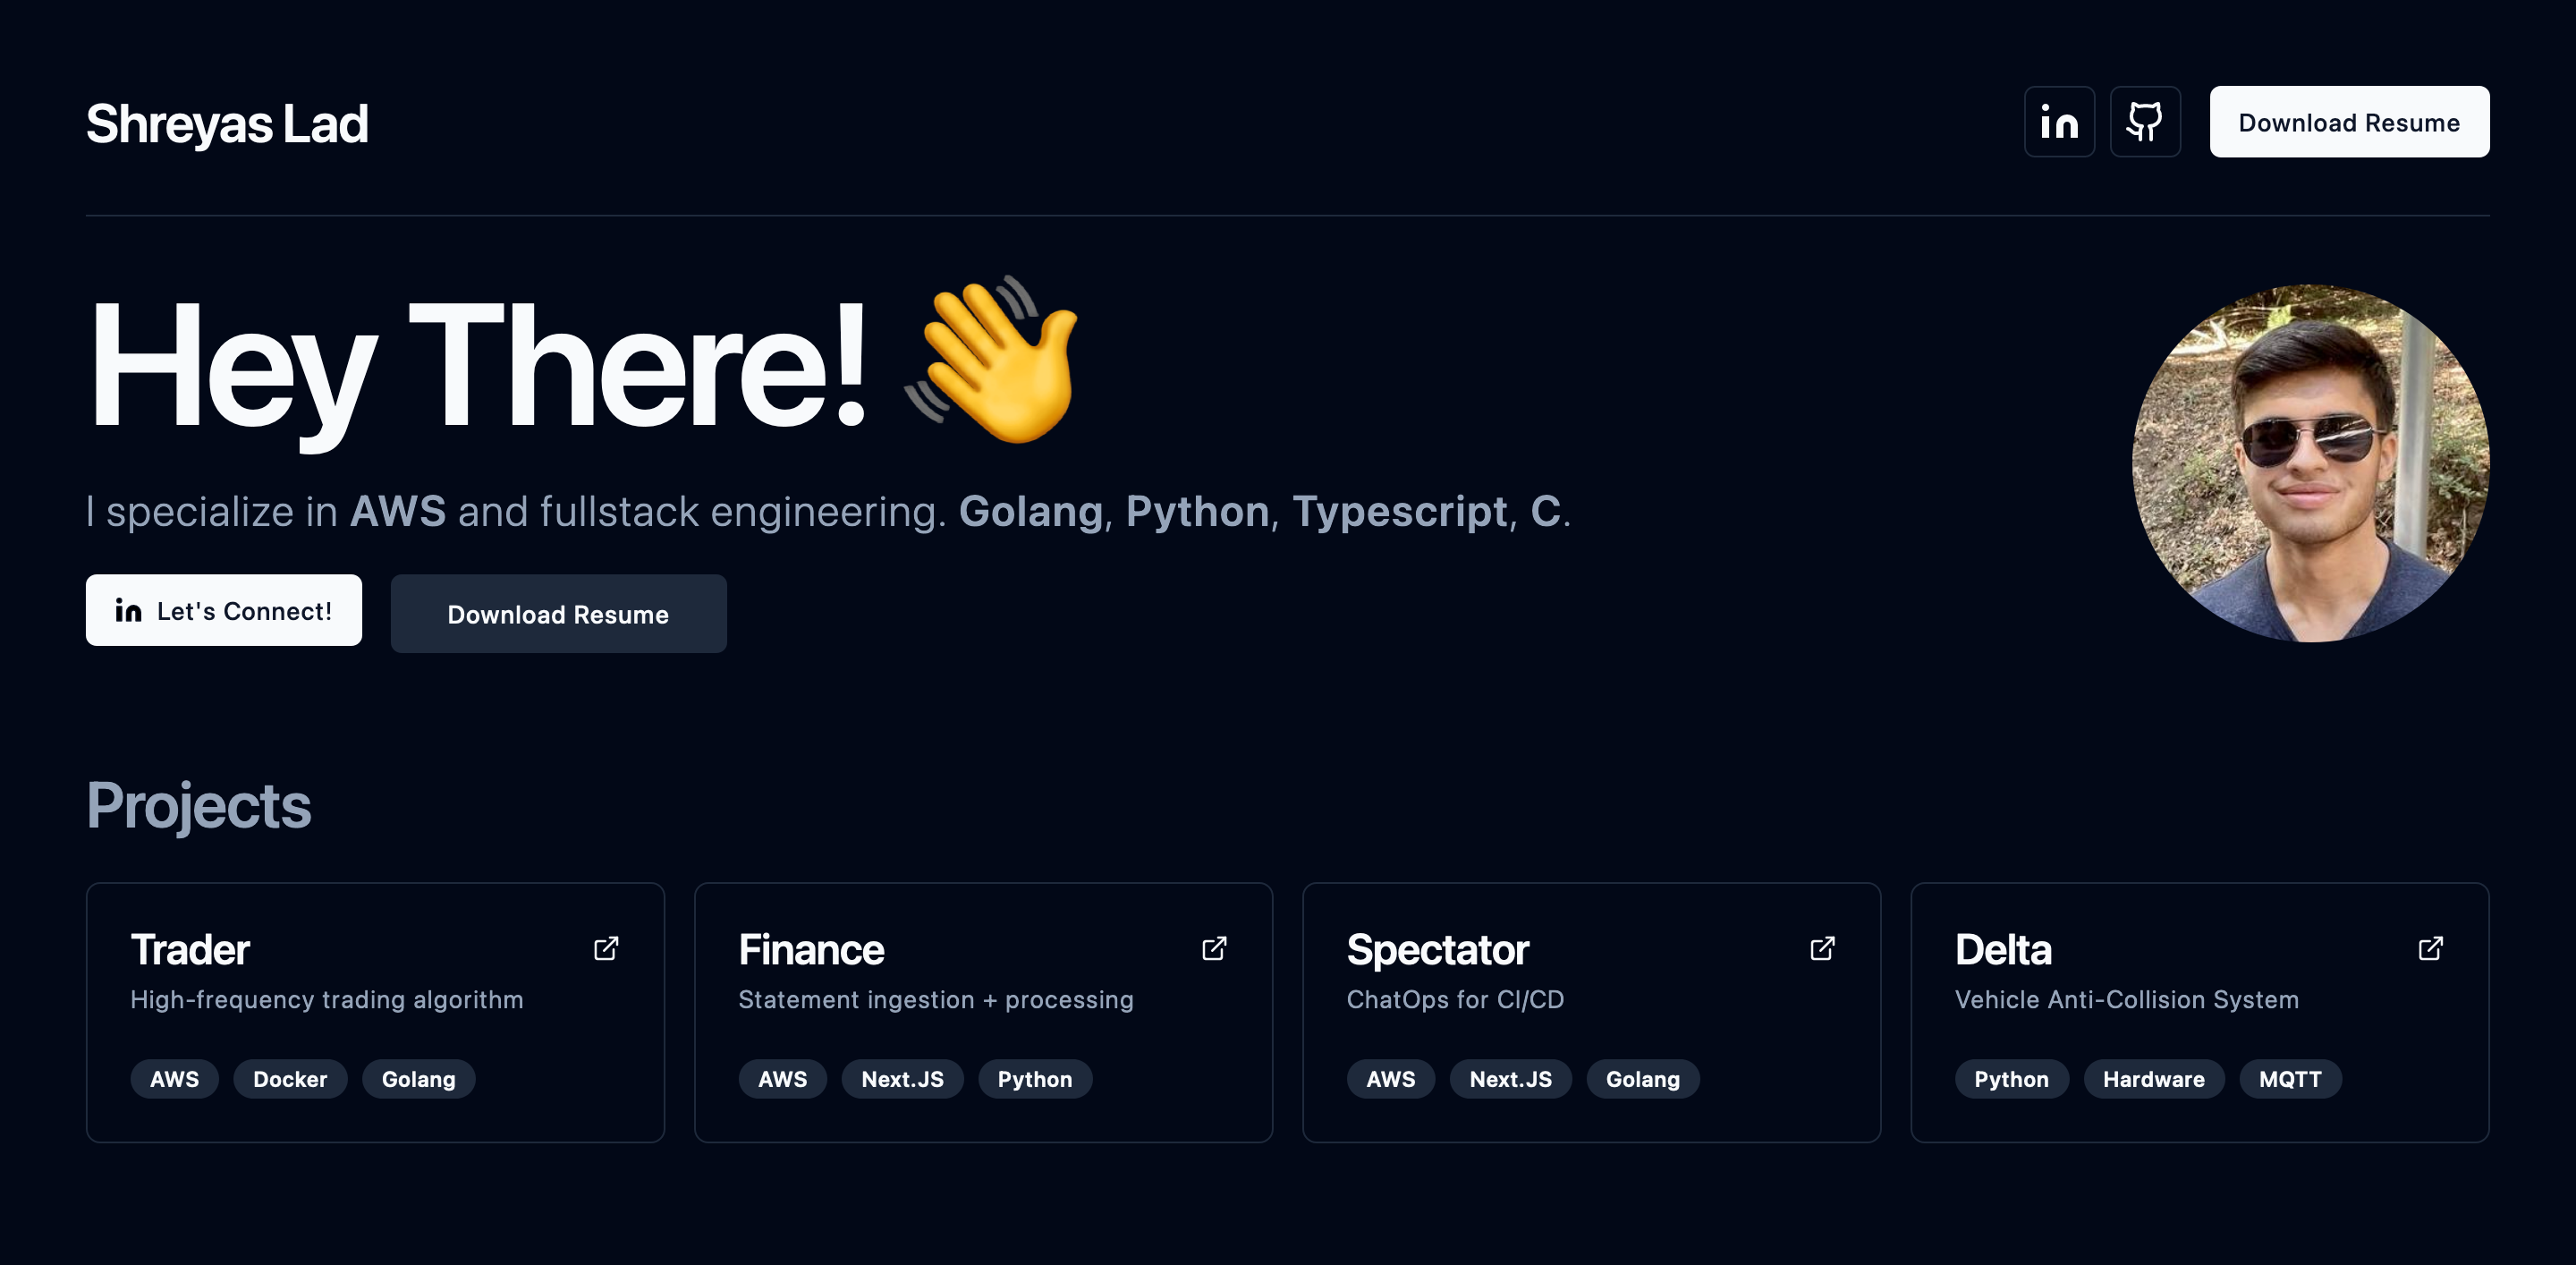 Shreyas Lad
Download Resume
Hey There! 👋
I specialize in AWS and fullstack engineering. Golang, Python, Typescript, C.
in Let's Connect!
Download Resume
Projects
Trader
High-frequency trading algorithm
AWS Docker Golang
Finance
Statement ingestion + processing
AWS Next.JS Python
Spectator
ChatOps for CI/CD
AWS Next.JS Golang
Delta
Vehicle Anti-Collision System
Python Hardware MQTT